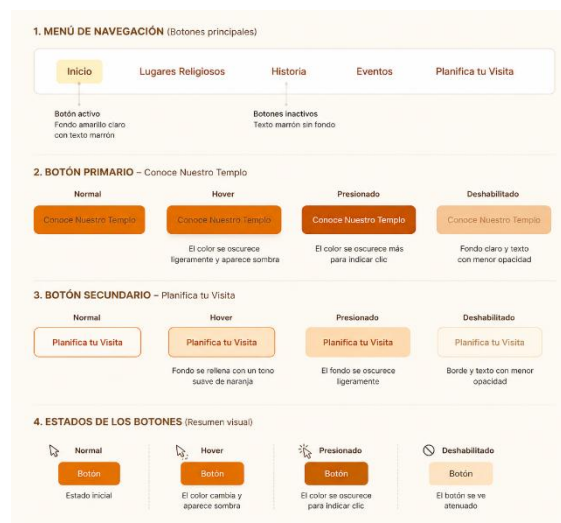 1. MENÚ DE NAVEGACIÓN (Botones principales)
Inicio Lugares Religiosos Historia Eventos Planifica tu Visita
Botón activo
Fondo amarillo claro
con texto marrón
Botones inactivos
Texto marrón sin fondo
2. BOTÓN PRIMARIO – Conoce Nuestro Templo
Normal Hover Presionado Deshabilitado
Conoce Nuestro Templo Conoce Nuestro Templo Conoce Nuestro Templo Conoce Nuestro Templo
El color se oscurece
ligeramente y aparece sombra
El color se oscurece más
para indicar clic
Fondo claro y texto
con menor opacidad
3. BOTÓN SECUNDARIO – Planifica tu Visita
Normal Hover Presionado Deshabilitado
Planifica tu Visita Planifica tu Visita Planifica tu Visita Planifica tu Visita
Fondo se rellena con un tono
suave de naranja
El fondo se oscurece
ligeramente
Borde y texto con menor
opacidad
4. ESTADOS DE LOS BOTONES (Resumen visual)
Normal Hover Presionado Deshabilitado
Botón Botón Botón Botón
Estado inicial
El color cambia y
aparece sombra
El color se oscurece
para indicar clic
El botón se ve
atenuado